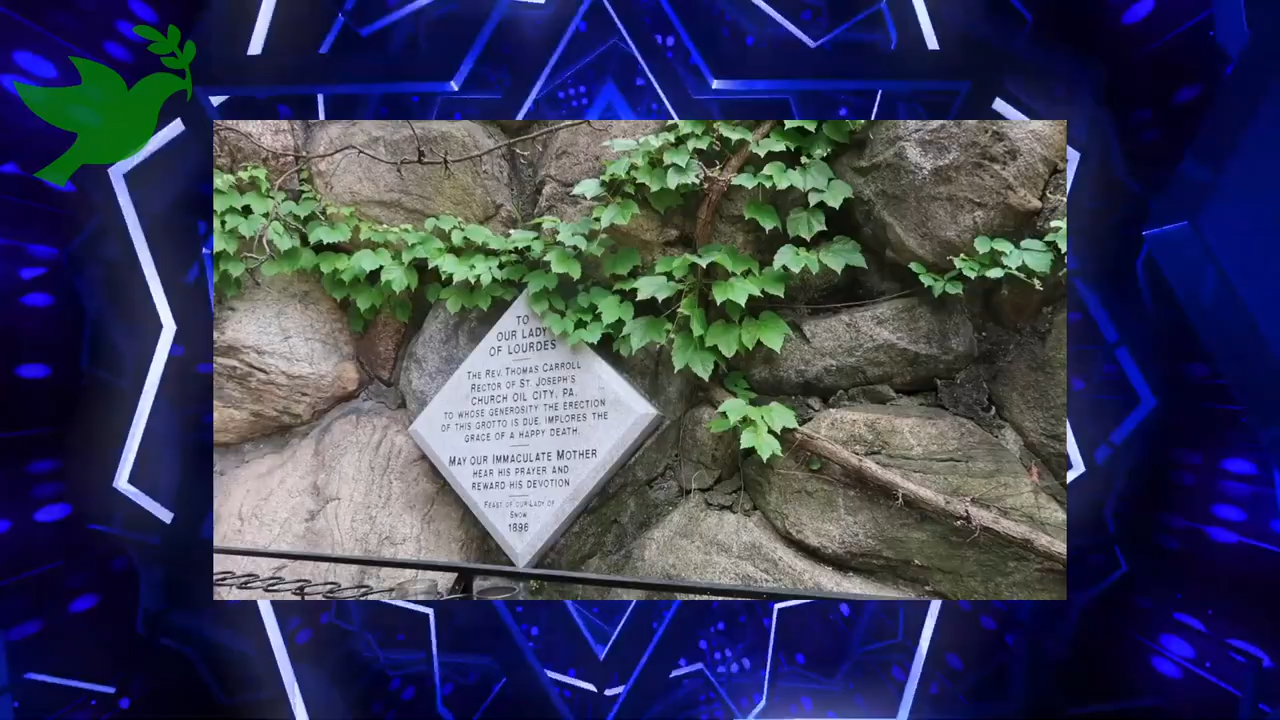 TO
OUR LADY
OF LOURDES
THE REV. THOMAS CARROLL
RECTOR OF ST. JOSEPH'S
CHURCH OIL CITY, PA.
TO WHOSE GENEROSITY THE ERECTION
OF THIS GROTTO IS DUE, IMPLORES THE
GRACE OF A HAPPY DEATH.
MAY OUR IMMACULATE MOTHER
HEAR HIS PRAYER AND
REWARD HIS DEVOTION
FEAST OF OUR LADY OF
SNOW
1896